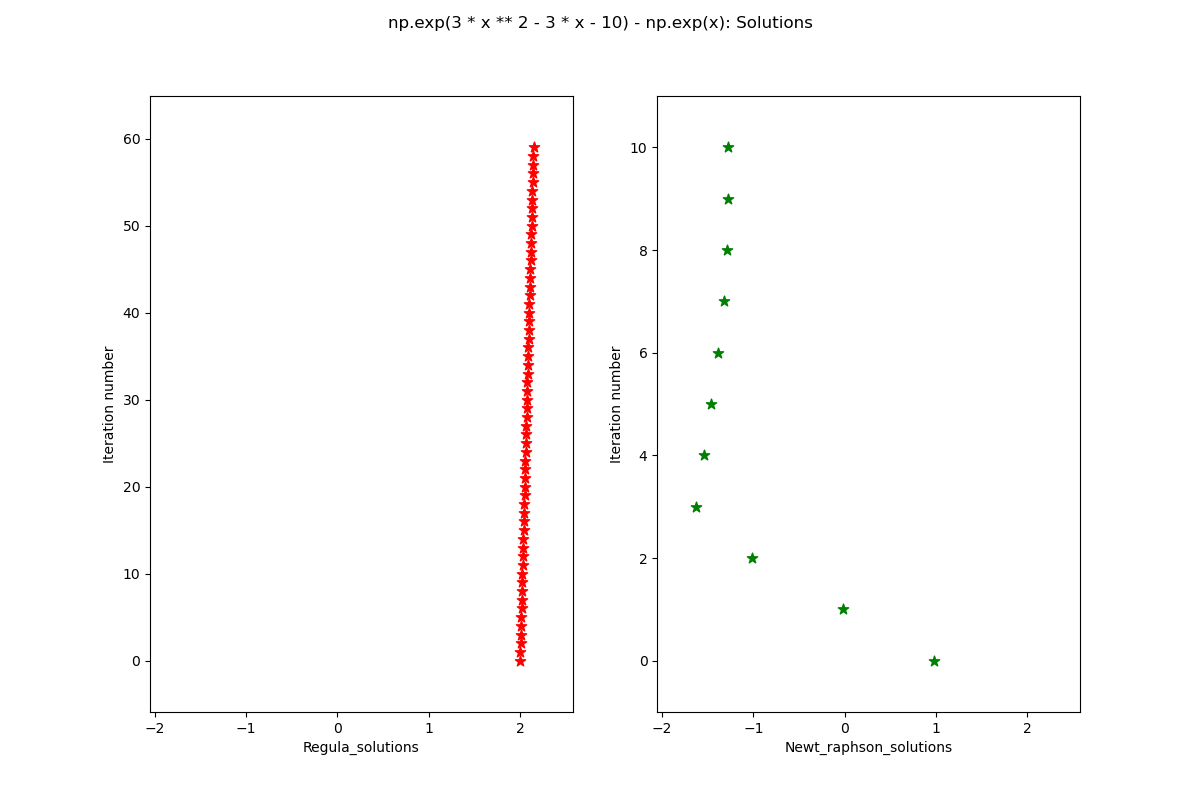 np.exp(3 * x ** 2 - 3 * x - 10) - np.exp(x): Solutions
60
50
40
30
20
10
0
Iteration number
−2 −1 0 1 2
Regula_solutions
10
8
6
4
2
0
Iteration number
−2 −1 0 1 2
Newt_raphson_solutions